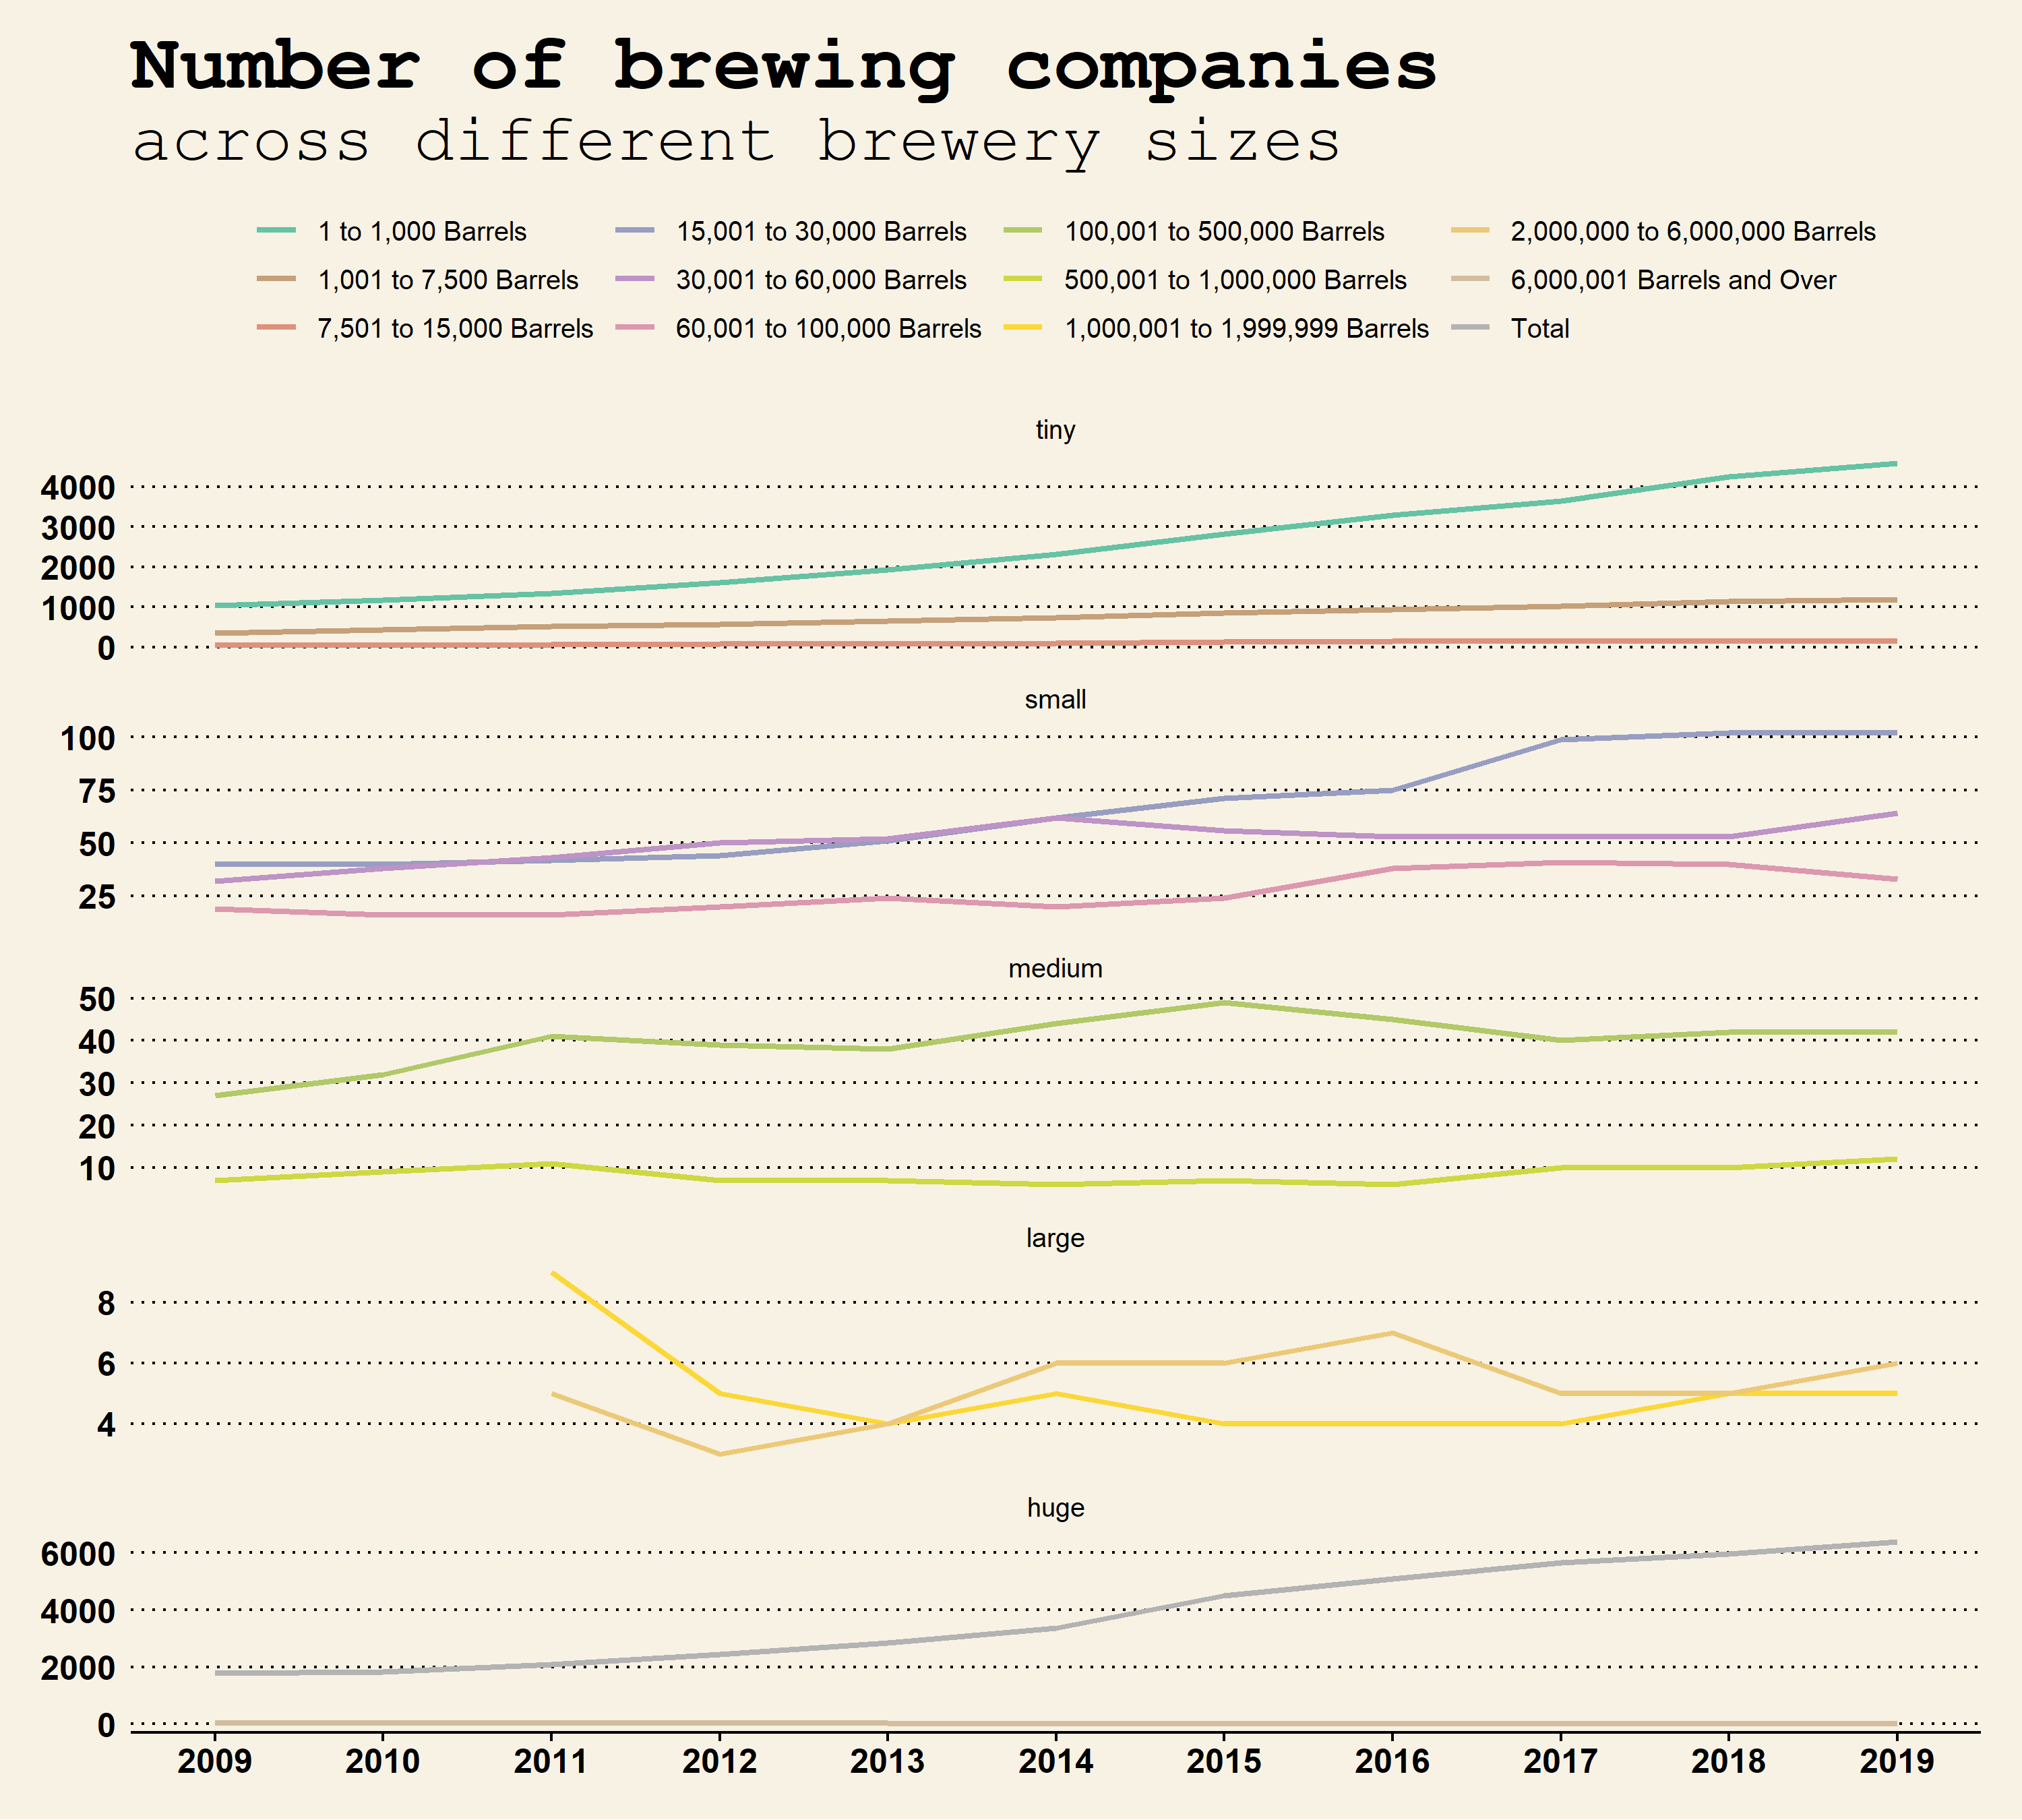 Number of brewing companies
across different brewery sizes
1 to 1,000 Barrels
15,001 to 30,000 Barrels
100,001 to 500,000 Barrels
2,000,000 to 6,000,000 Barrels
1,001 to 7,500 Barrels
30,001 to 60,000 Barrels
500,001 to 1,000,000 Barrels
6,000,001 Barrels and Over
7,501 to 15,000 Barrels
60,001 to 100,000 Barrels
1,000,001 to 1,999,999 Barrels
Total
tiny
4000
3000
2000
1000
0
small
100
75
50
25
medium
50
40
30
20
10
large
8
6
4
huge
6000
4000
2000
0
2009 2010 2011 2012 2013 2014 2015 2016 2017 2018 2019